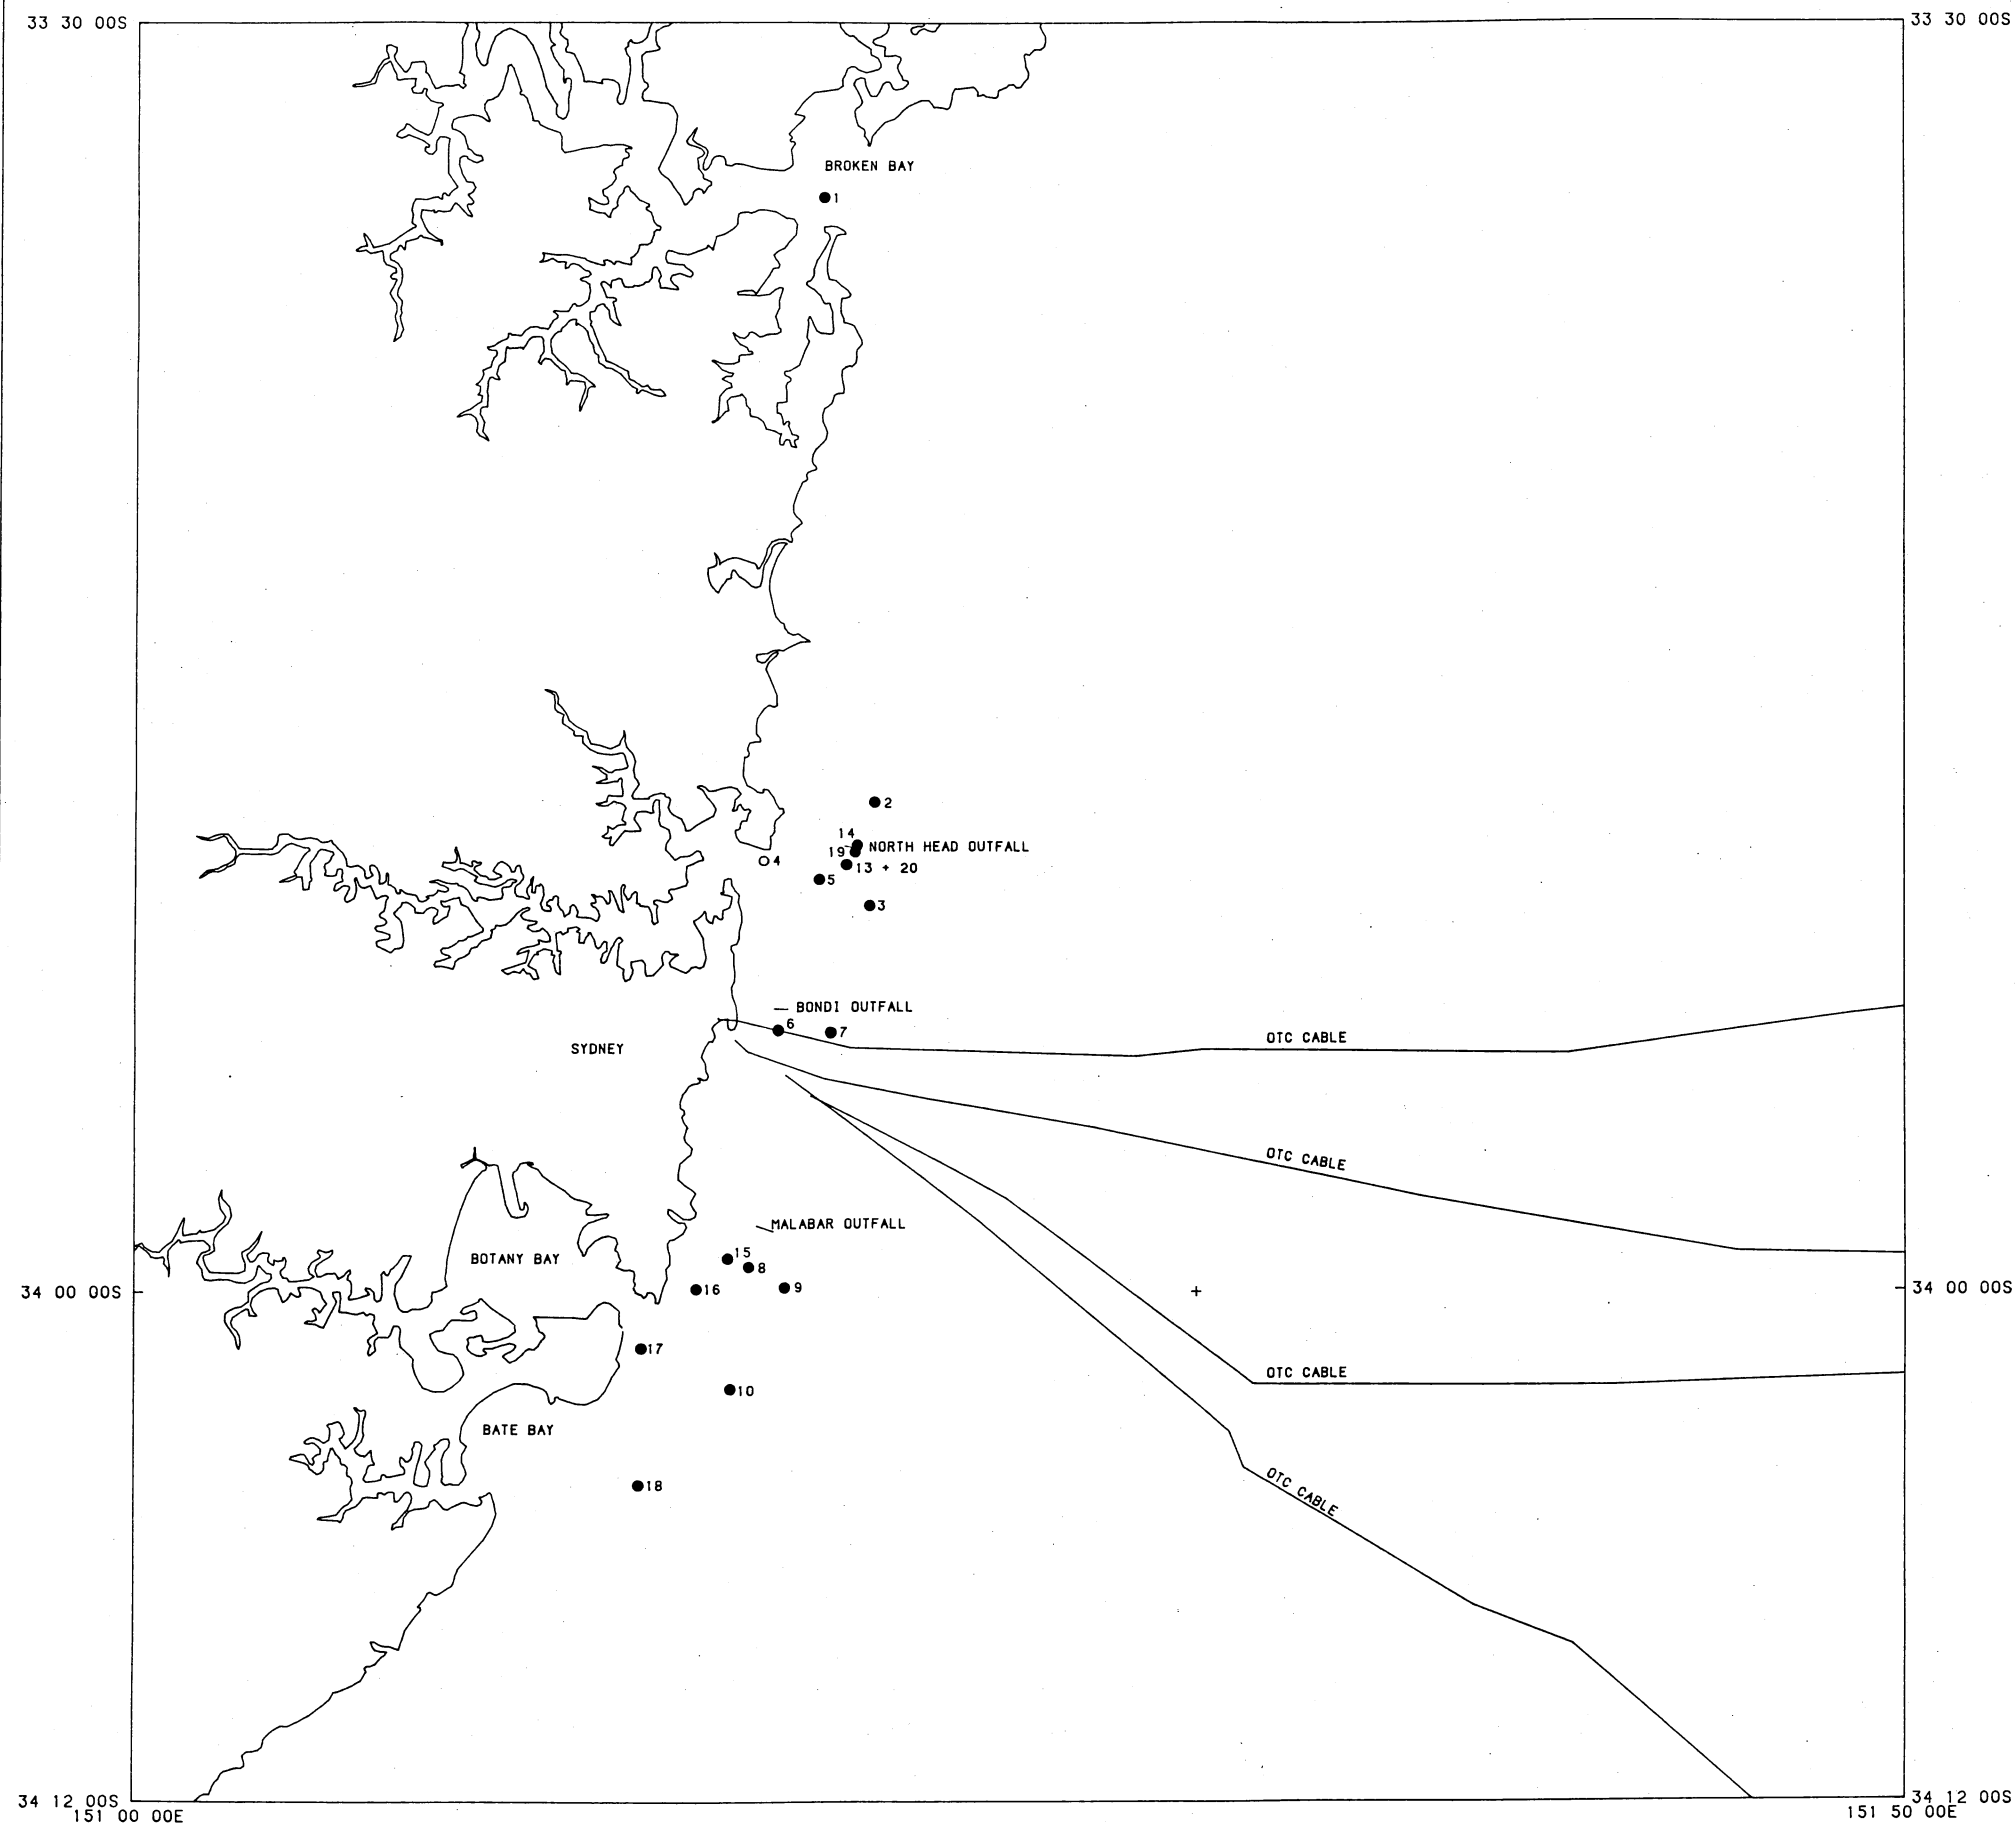 33 30 00S
33 30 00S
BROKEN BAY
1
2
14
19 NORTH HEAD OUTFALL
4
13 + 20
5
3
BONDI OUTFALL
6
7
OTC CABLE
SYDNEY
OTC CABLE
MALABAR OUTFALL
15
BOTANY BAY
8
16
9
34 00 00S
34 00 00S
17
OTC CABLE
10
BATE BAY
18
OTC CABLE
34 12 00S
34 12 00S
151 00 00E
151 50 00E